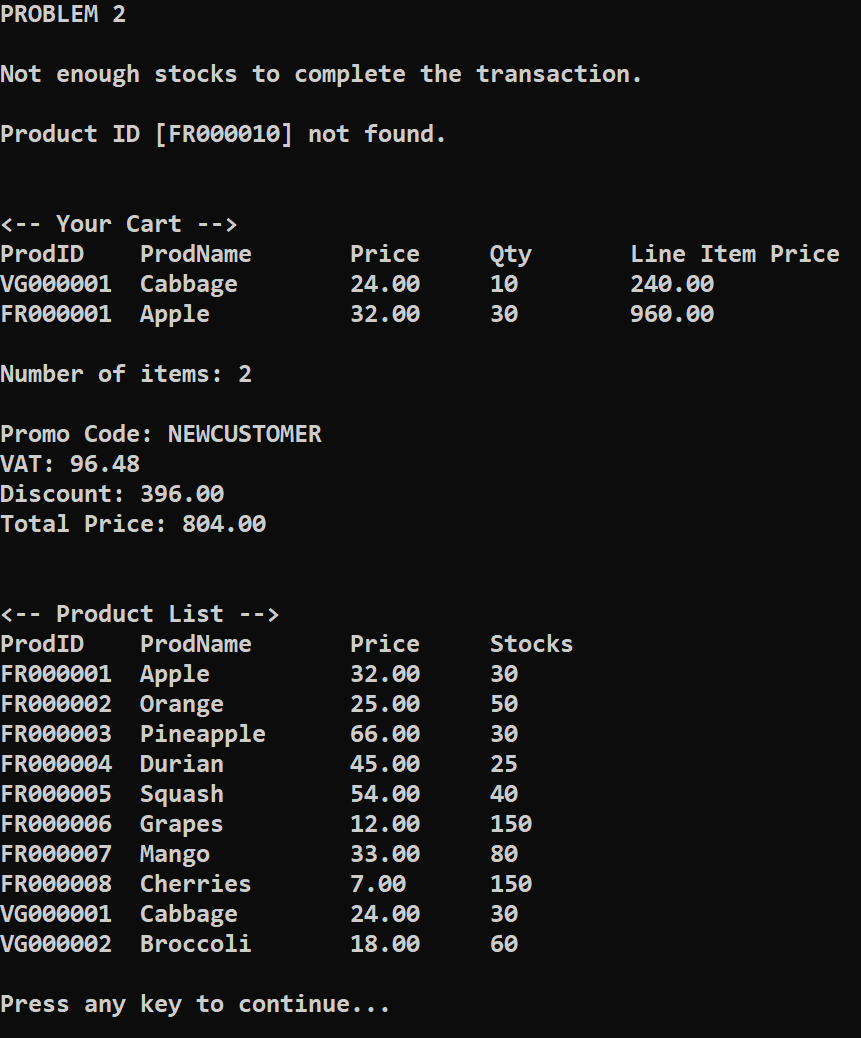 PROBLEM 2
Not enough stocks to complete the transaction.
Product ID [FR000010] not found.
<-- Your Cart -->
ProdID    ProdName       Price     Qty       Line Item Price
VG000001  Cabbage        24.00     10        240.00
FR000001  Apple          32.00     30        960.00
Number of items: 2
Promo Code: NEWCUSTOMER
VAT: 96.48
Discount: 396.00
Total Price: 804.00
<-- Product List -->
ProdID    ProdName       Price     Stocks
FR000001  Apple          32.00     30
FR000002  Orange         25.00     50
FR000003  Pineapple      66.00     30
FR000004  Durian         45.00     25
FR000005  Squash         54.00     40
FR000006  Grapes         12.00     150
FR000007  Mango          33.00     80
FR000008  Cherries       7.00      150
VG000001  Cabbage        24.00     30
VG000002  Broccoli       18.00     60
Press any key to continue...